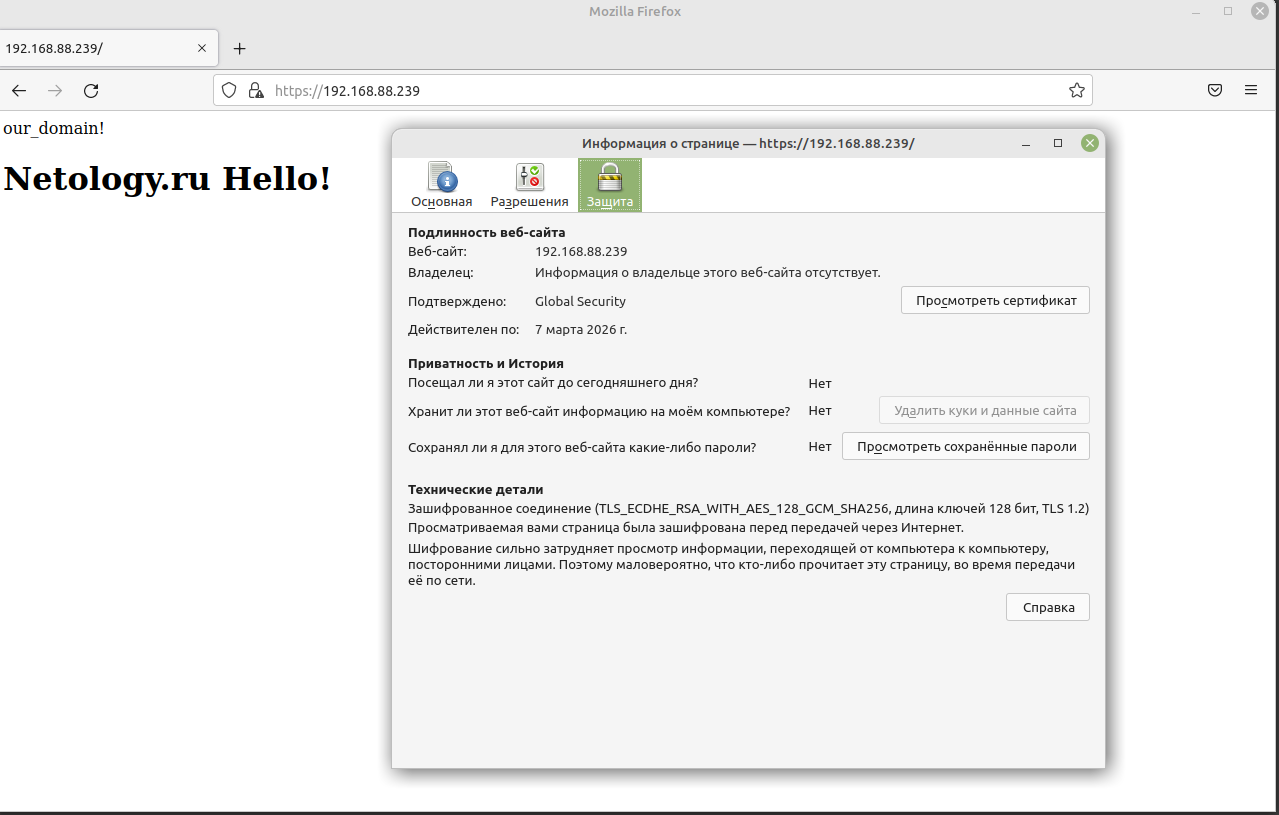 Mozilla Firefox
192.168.88.239/
https://192.168.88.239
our_domain!
Netology.ru Hello!
Информация о странице — https://192.168.88.239/
Основная Разрешения Защита
Подлинность веб-сайта
Веб-сайт: 192.168.88.239
Владелец: Информация о владельце этого веб-сайта отсутствует.
Подтверждено: Global Security Просмотреть сертификат
Действителен по: 7 марта 2026 г.
Приватность и История
Посещал ли я этот сайт до сегодняшнего дня? Нет
Хранит ли этот веб-сайт информацию на моём компьютере? Нет Удалить куки и данные сайта
Сохранял ли я для этого веб-сайта какие-либо пароли? Нет Просмотреть сохранённые пароли
Технические детали
Зашифрованное соединение (TLS_ECDHE_RSA_WITH_AES_128_GCM_SHA256, длина ключей 128 бит, TLS 1.2)
Просматриваемая вами страница была зашифрована перед передачей через Интернет.
Шифрование сильно затрудняет просмотр информации, переходящей от компьютера к компьютеру,
посторонними лицами. Поэтому маловероятно, что кто-либо прочитает эту страницу, во время передачи
её по сети.
Справка